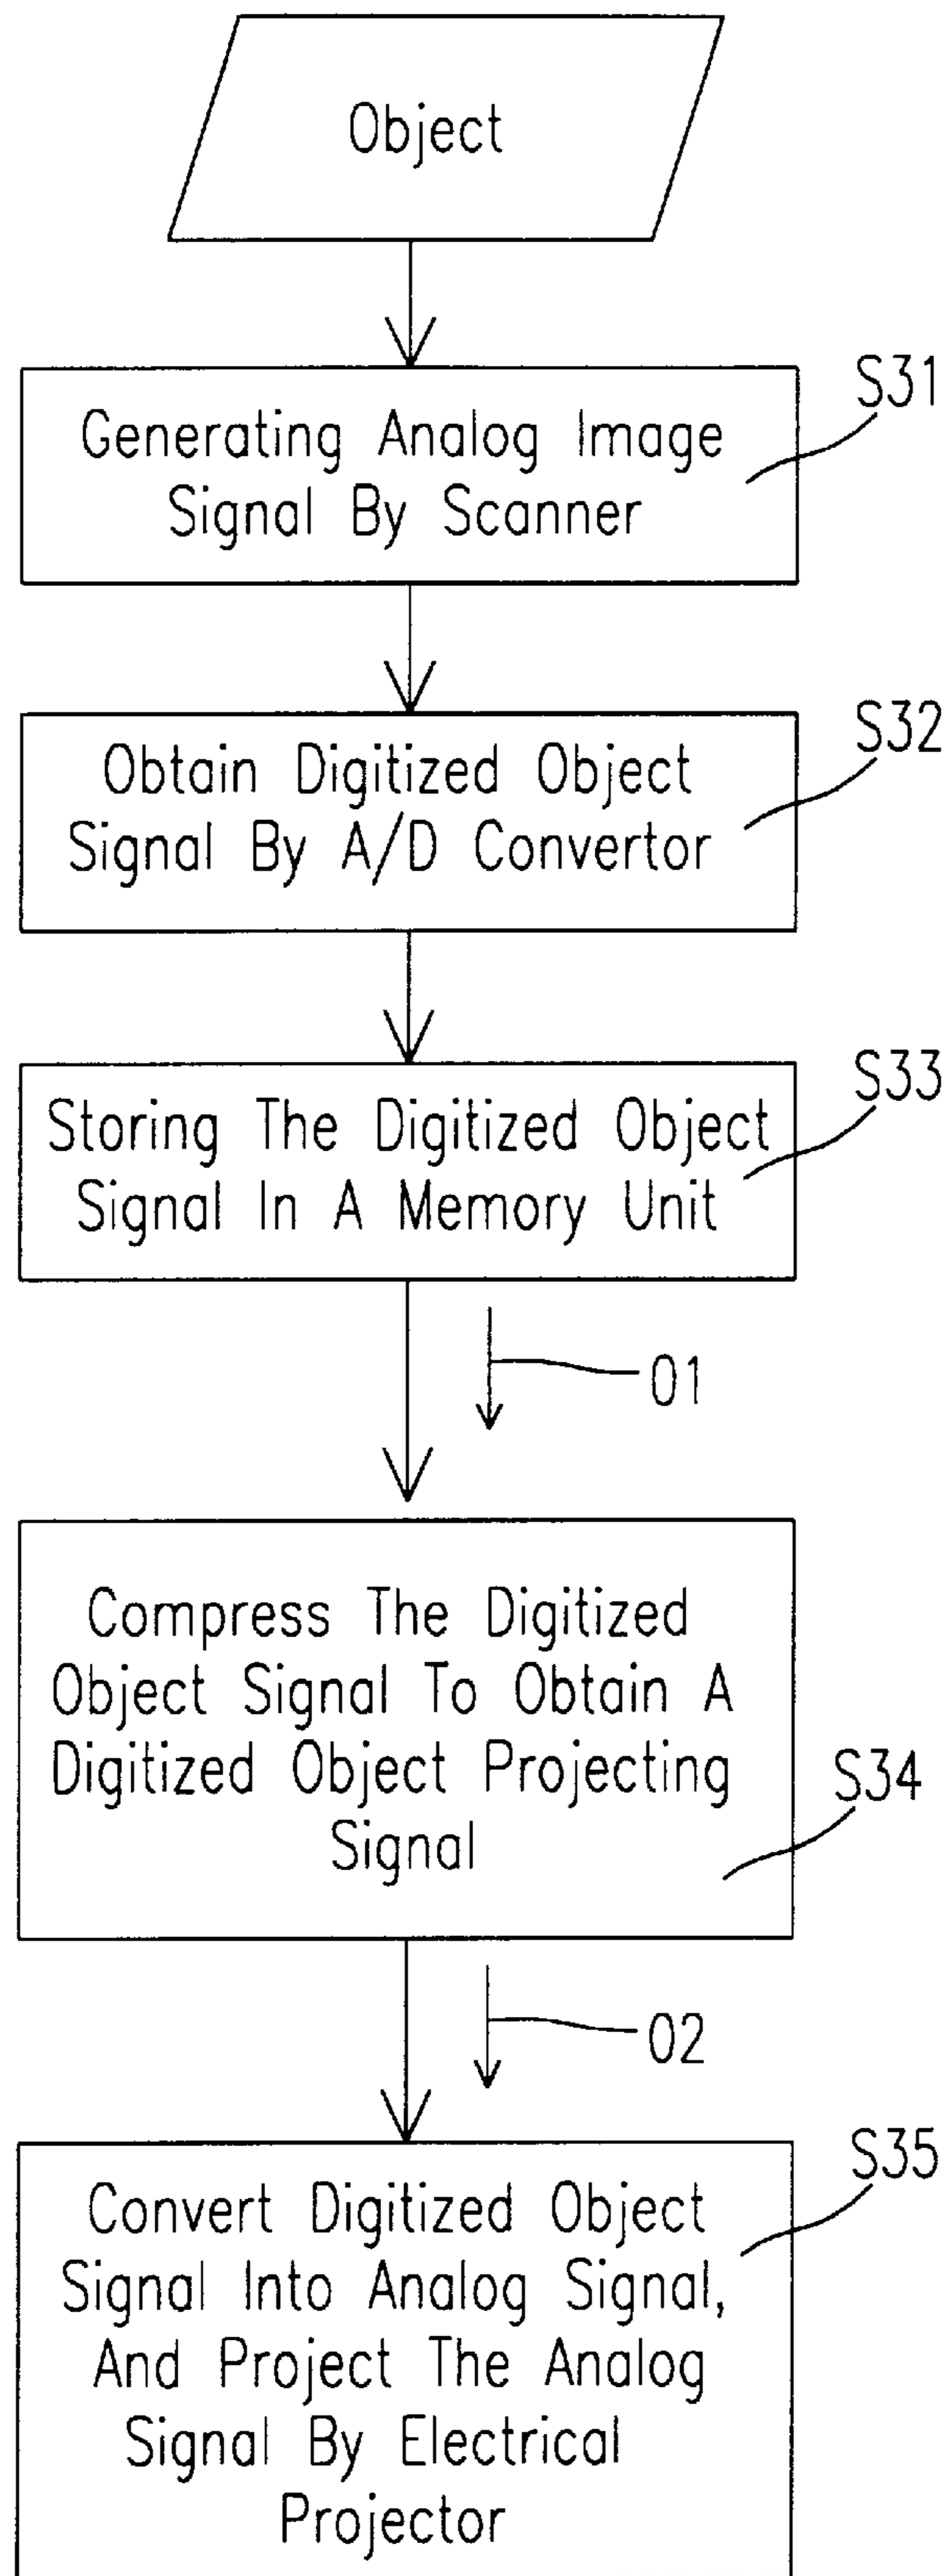 Object
S31
Generating Analog Image
Signal By Scanner
S32
Obtain Digitized Object
Signal By A/D Convertor
S33
Storing The Digitized Object
Signal In A Memory Unit
01
Compress The Digitized
Object Signal To Obtain A
Digitized Object Projecting
Signal
S34
02
S35
Convert Digitized Object
Signal Into Analog Signal,
And Project The Analog
Signal By Electrical
Projector